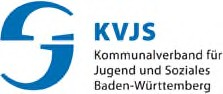 KVJS
Kommunalverband für
Jugend und Soziales
Baden-Württemberg